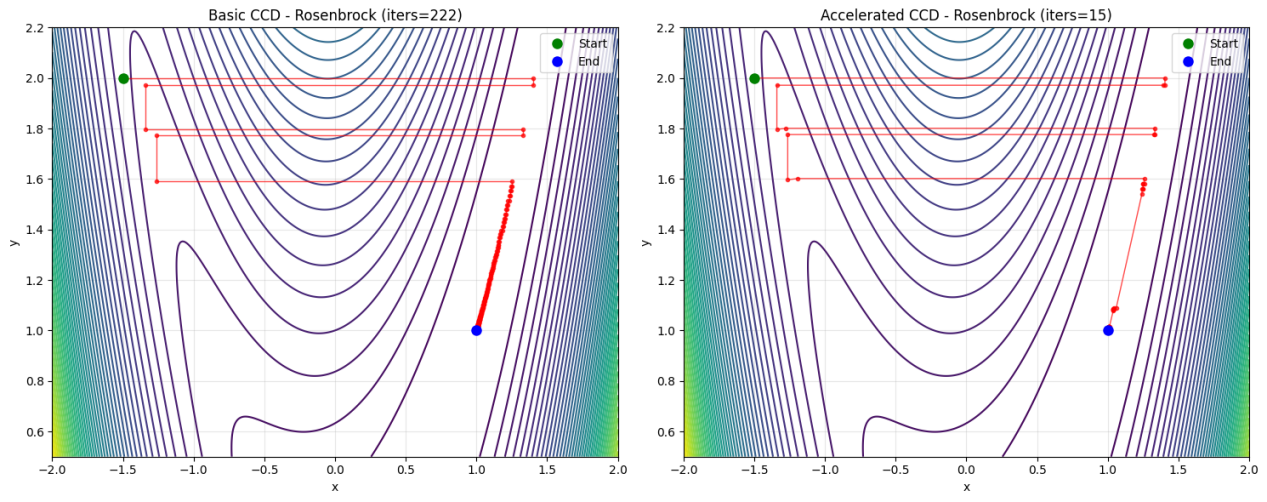 Basic CCD - Rosenbrock (iters=222)
Start
End
2.2
2.0
1.8
1.6
1.4
1.2
1.0
0.8
0.6
y
−2.0 −1.5 −1.0 −0.5 0.0 0.5 1.0 1.5 2.0
x
Accelerated CCD - Rosenbrock (iters=15)
Start
End
2.2
2.0
1.8
1.6
1.4
1.2
1.0
0.8
0.6
y
−2.0 −1.5 −1.0 −0.5 0.0 0.5 1.0 1.5 2.0
x